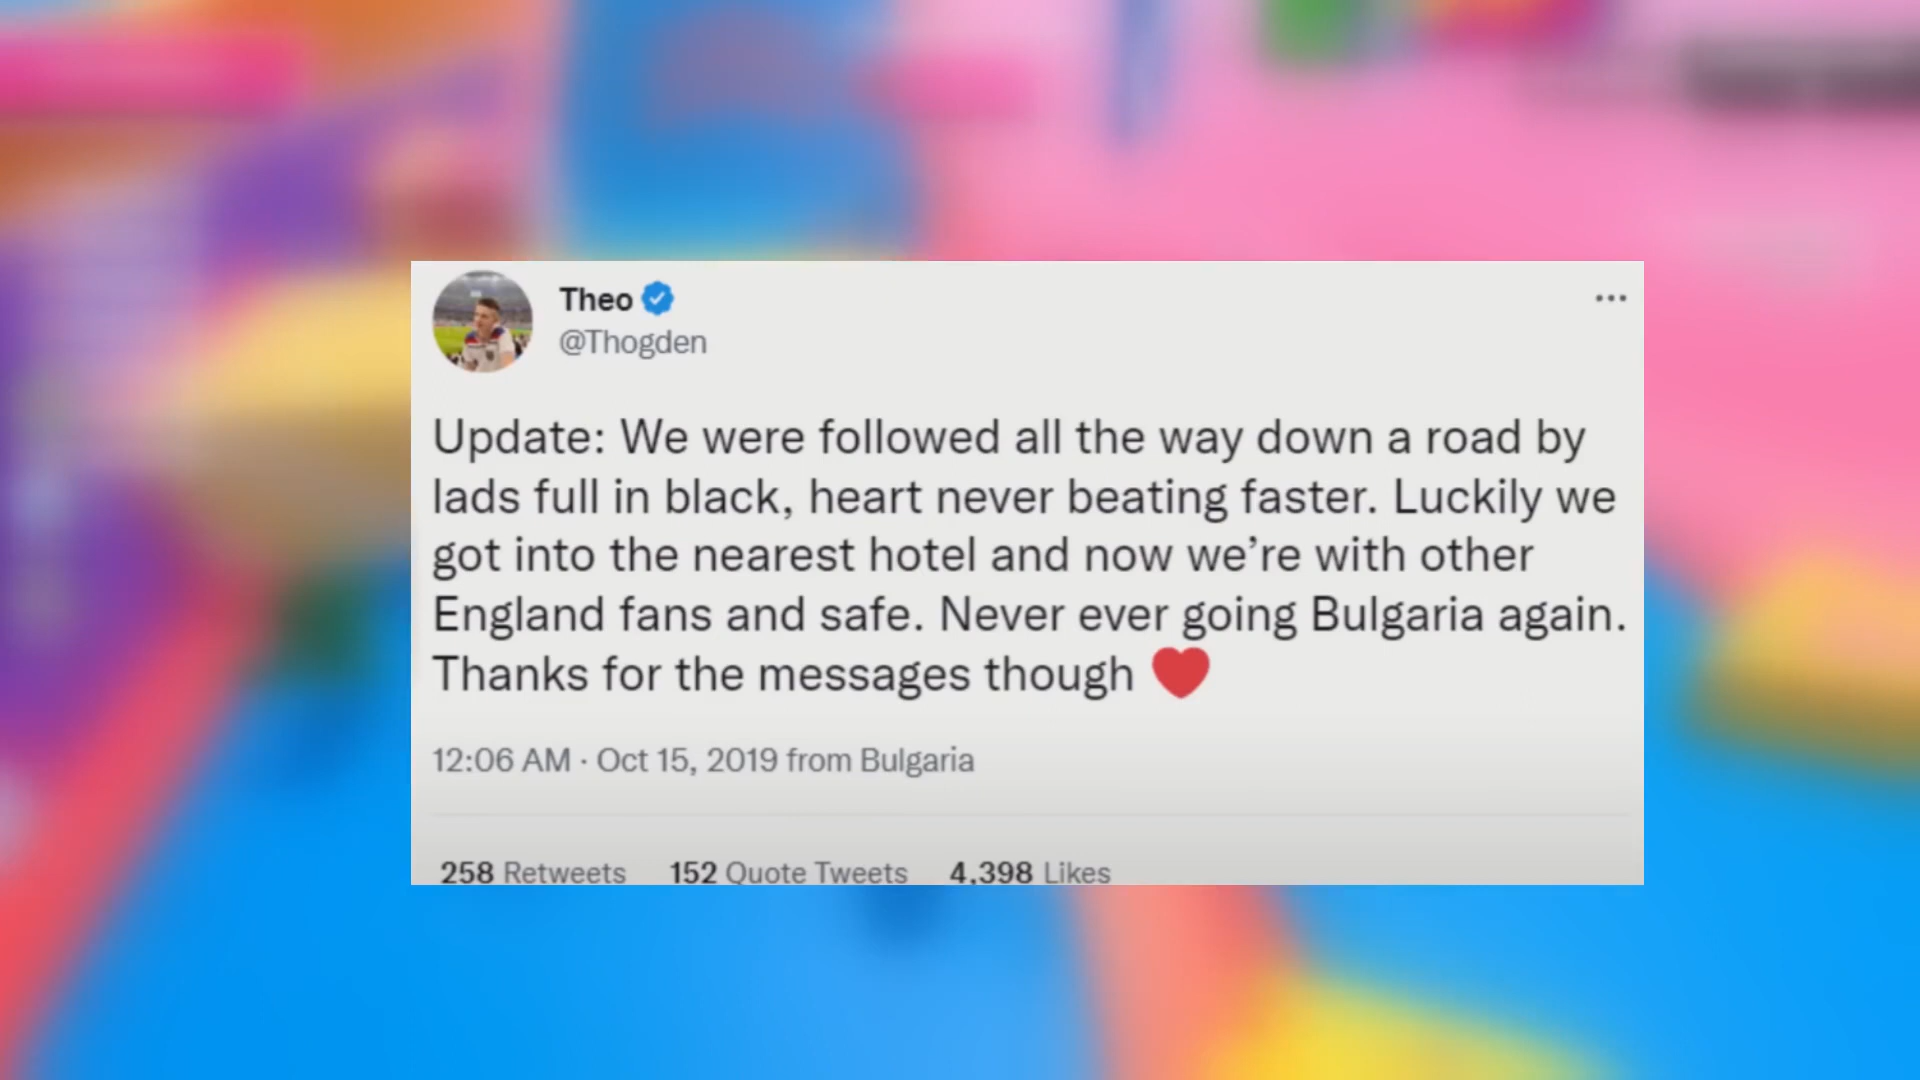 Theo
@Thogden
Update: We were followed all the way down a road by
lads full in black, heart never beating faster. Luckily we
got into the nearest hotel and now we’re with other
England fans and safe. Never ever going Bulgaria again.
Thanks for the messages though ❤️
12:06 AM · Oct 15, 2019 from Bulgaria
258 Retweets 152 Quote Tweets 4,398 Likes